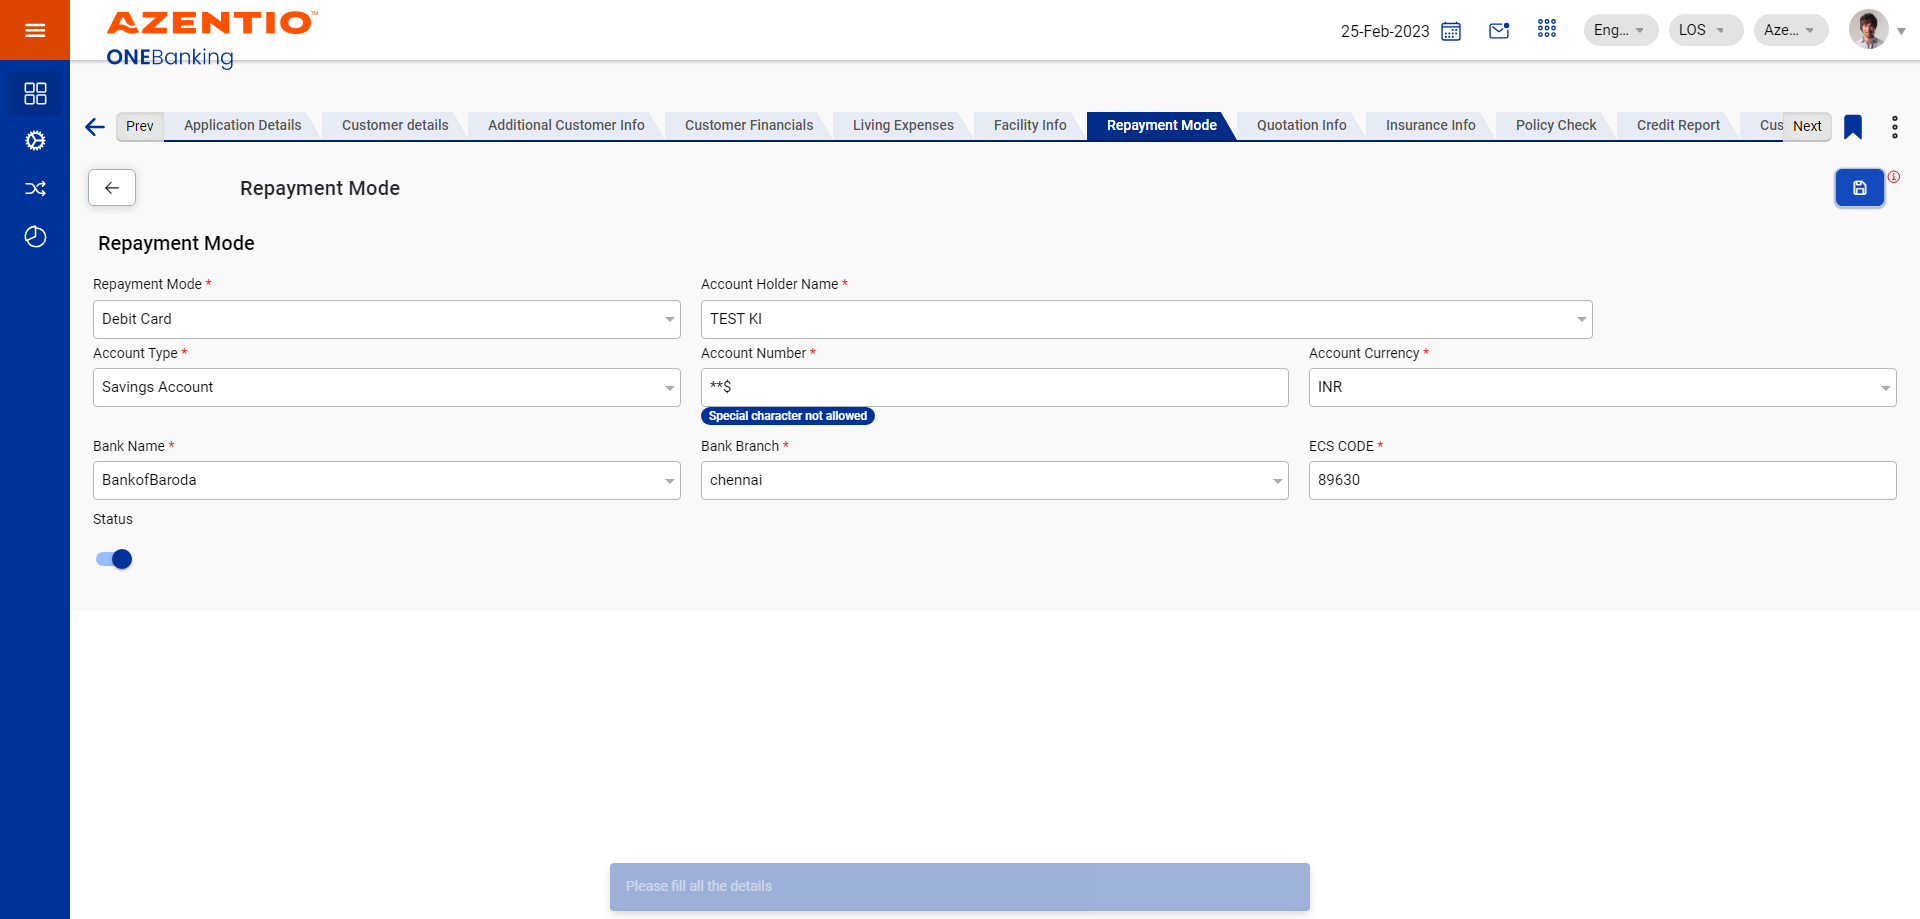 AZENTIO™
ONEBanking
25-Feb-2023
Eng...
LOS
Aze...
Prev
Application Details
Customer details
Additional Customer Info
Customer Financials
Living Expenses
Facility Info
Repayment Mode
Quotation Info
Insurance Info
Policy Check
Credit Report
Cus
Next
Repayment Mode
Repayment Mode
Repayment Mode *
Account Holder Name *
Debit Card
TEST KI
Account Type *
Account Number *
Account Currency *
Savings Account
**$
INR
Special character not allowed
Bank Name *
Bank Branch *
ECS CODE *
BankofBaroda
chennai
89630
Status
Please fill all the details